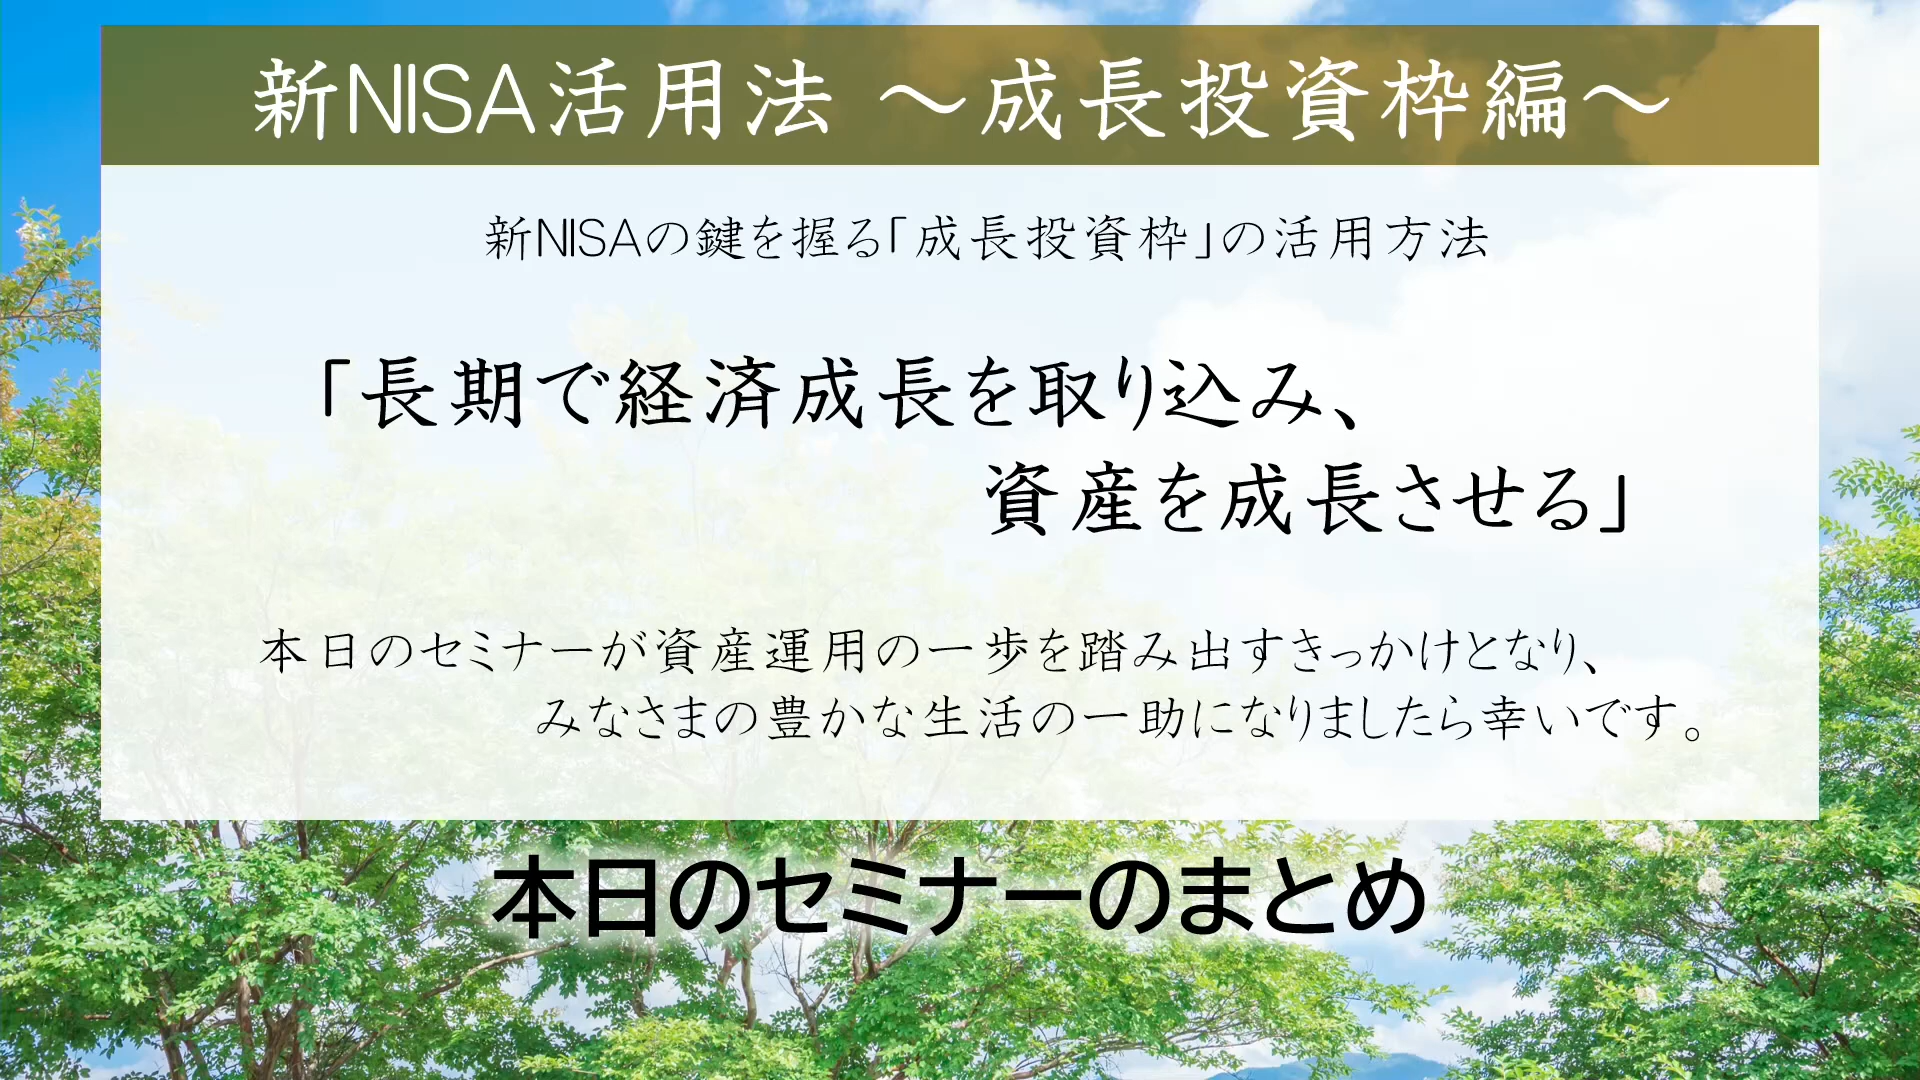 新NISA活用法 ～成長投資枠編～
新NISAの鍵を握る「成長投資枠」の活用方法
「長期で経済成長を取り込み、
資産を成長させる」
本日のセミナーが資産運用の一歩を踏み出すきっかけとなり、
みなさまの豊かな生活の一助になりましたら幸いです。
本日のセミナーのまとめ